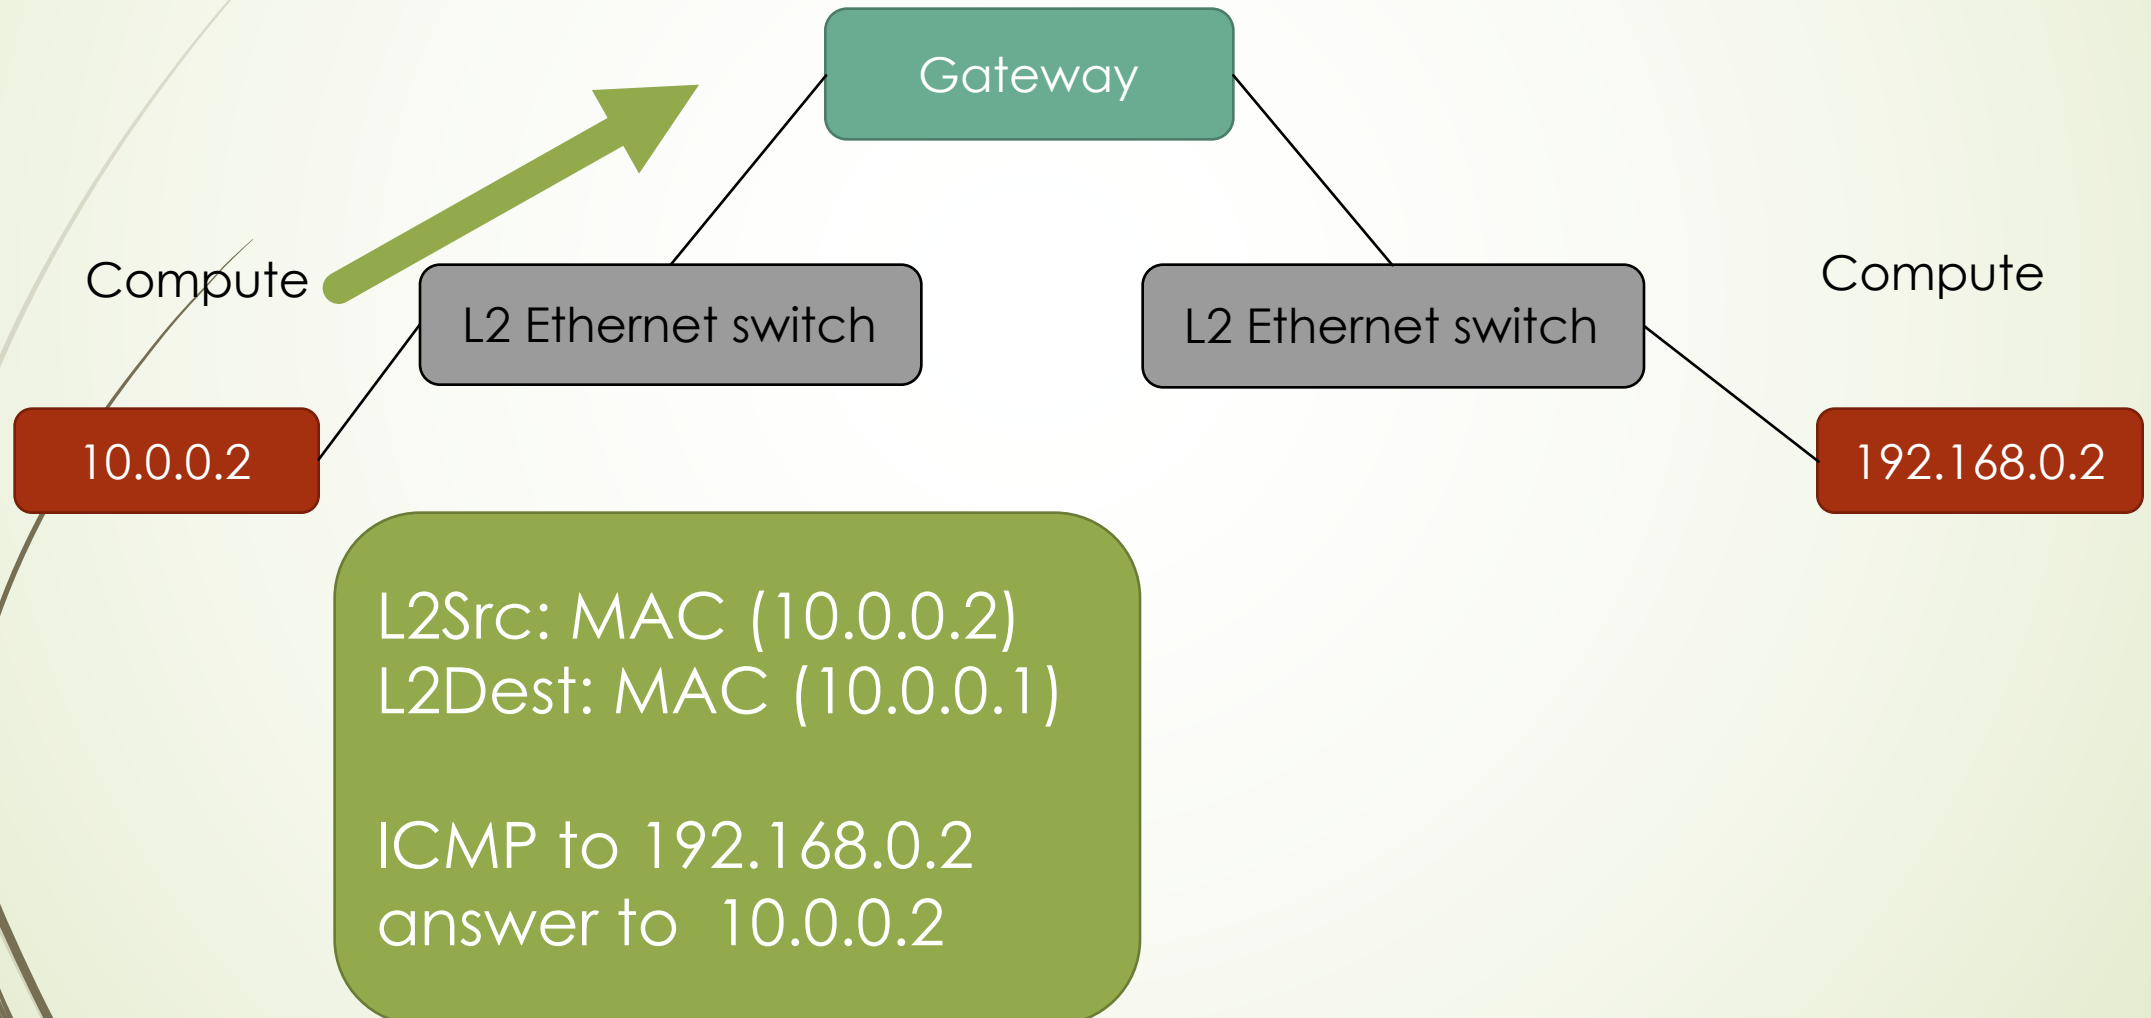 Gateway
Compute
Compute
L2 Ethernet switch
L2 Ethernet switch
10.0.0.2
192.168.0.2
L2Src: MAC (10.0.0.2)
L2Dest: MAC (10.0.0.1)
ICMP to 192.168.0.2
answer to  10.0.0.2